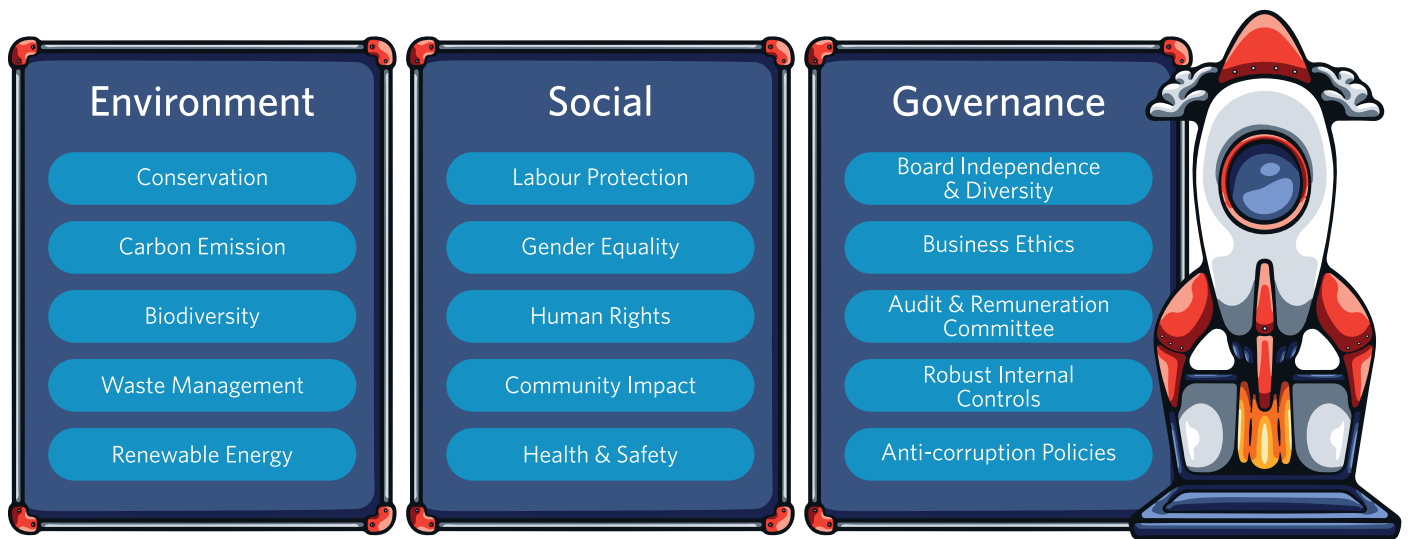 Environment
Conservation
Carbon Emission
Biodiversity
Waste Management
Renewable Energy
Social
Labour Protection
Gender Equality
Human Rights
Community Impact
Health & Safety
Governance
Board Independence
& Diversity
Business Ethics
Audit & Remuneration
Committee
Robust Internal
Controls
Anti-corruption Policies